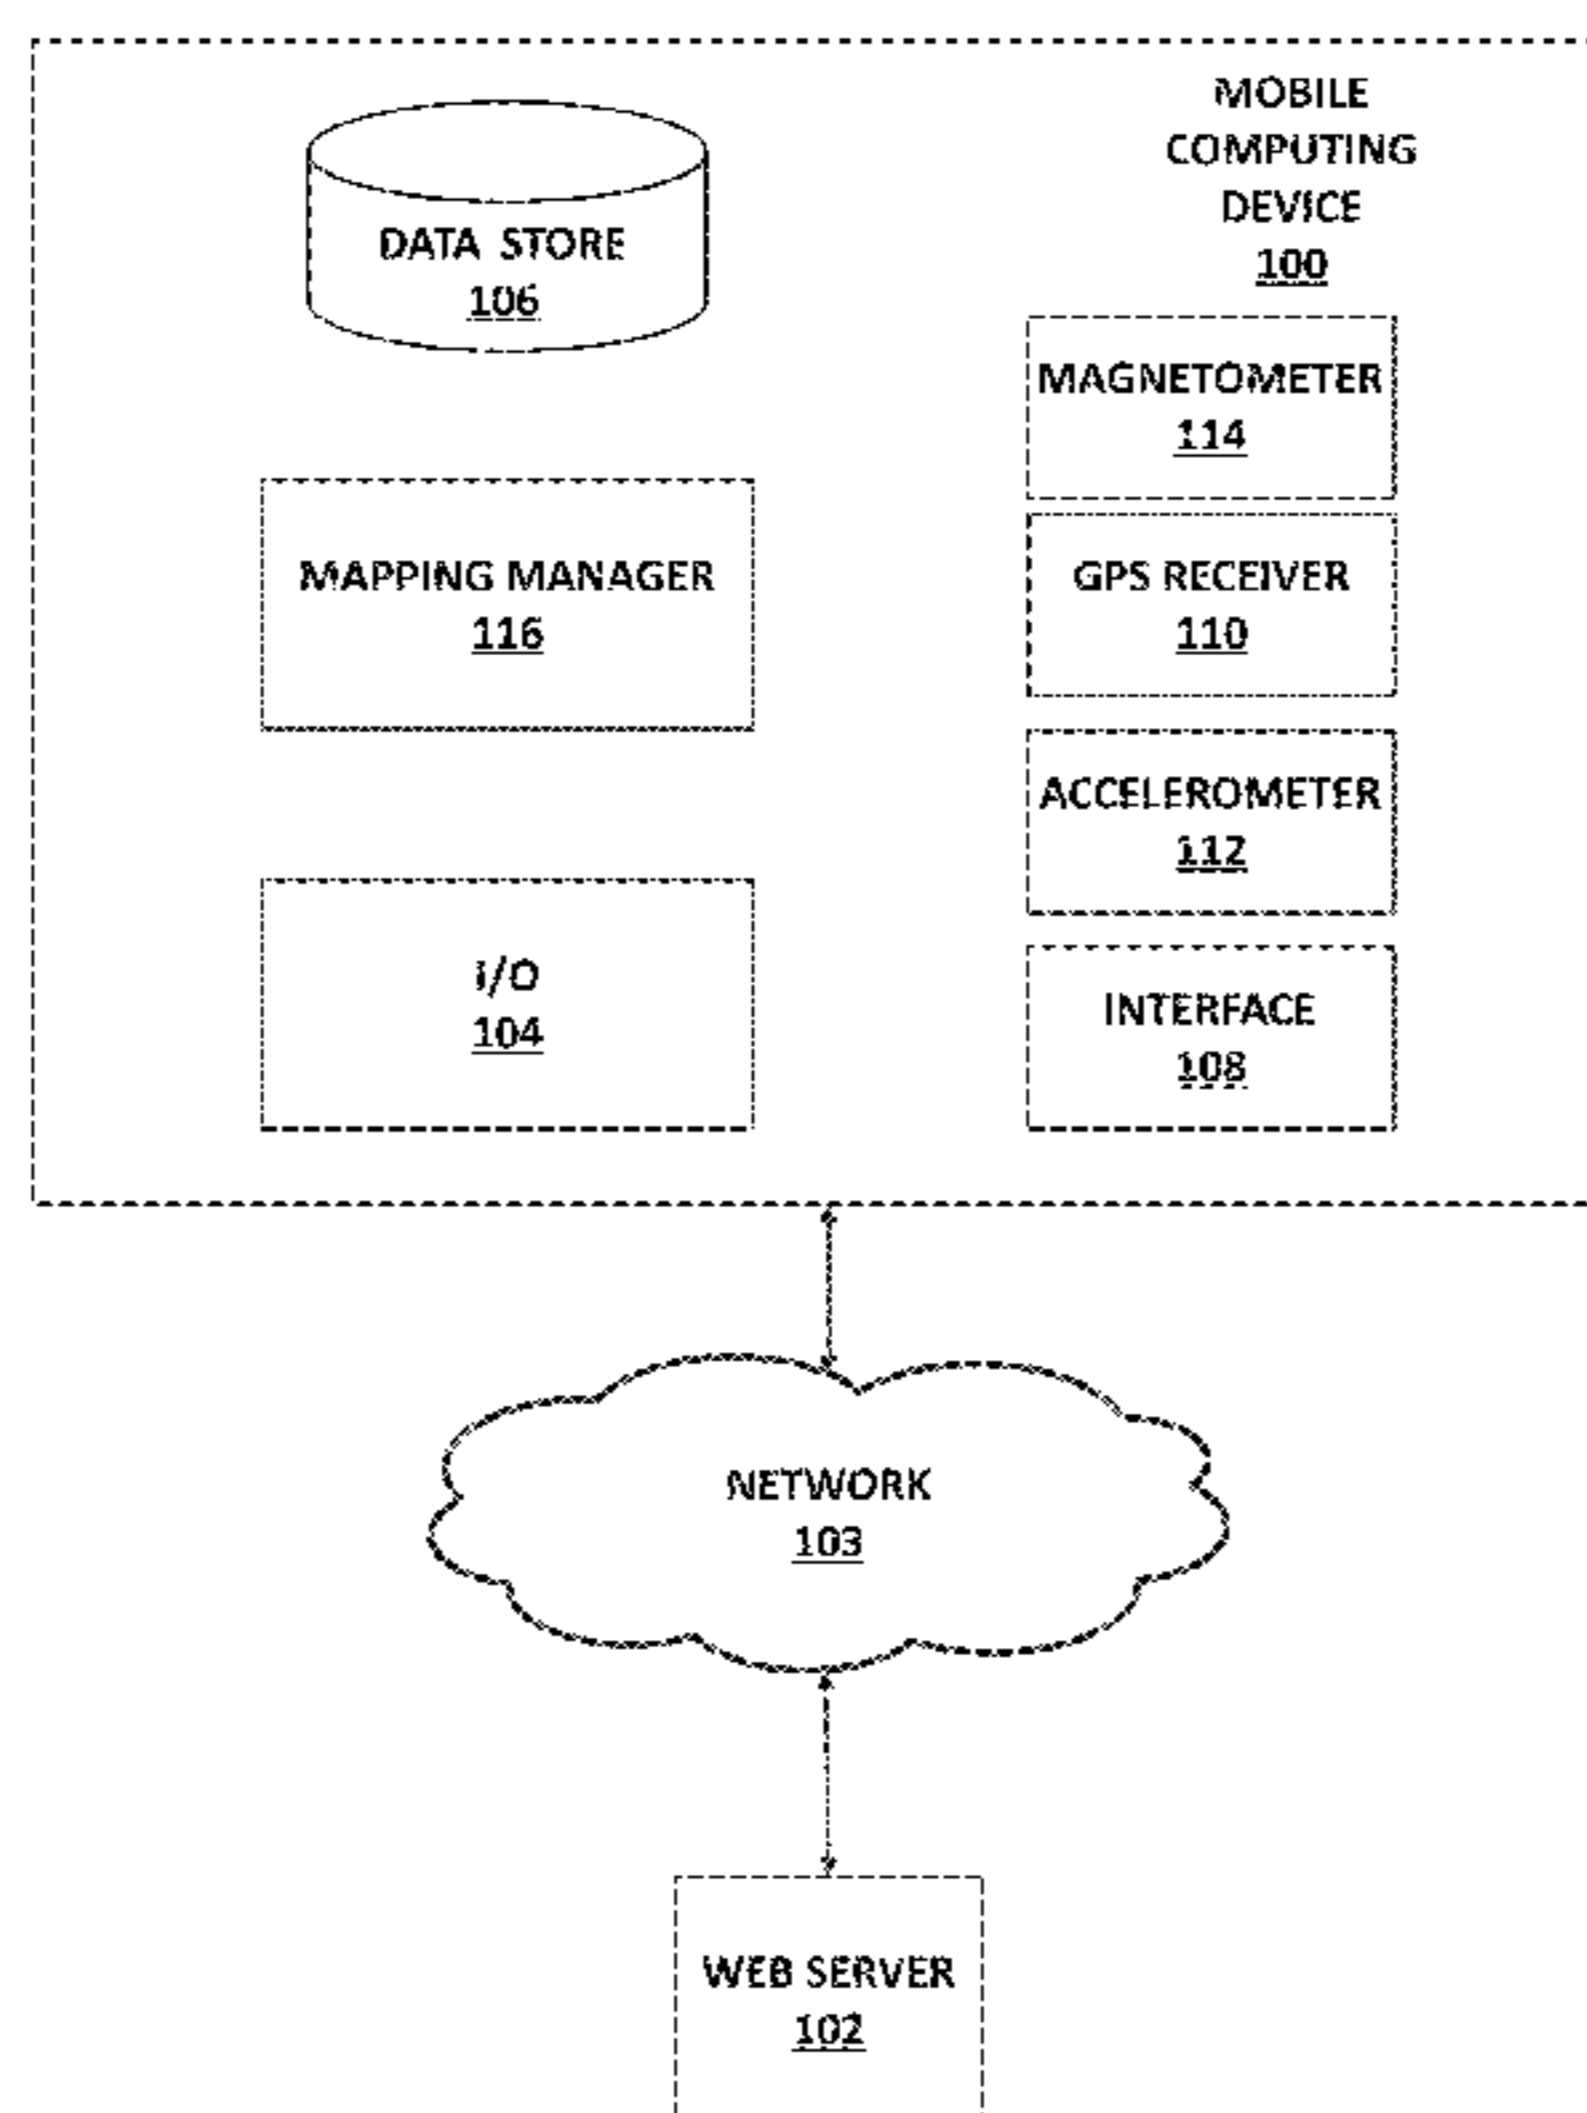 MOBILE
COMPUTING
DEVICE
100
DATA STORE
106
MAGNETOMETER
114
MAPPING MANAGER
116
GPS RECEIVER
110
ACCELEROMETER
112
I/O
104
INTERFACE
108
NETWORK
103
WEB SERVER
102